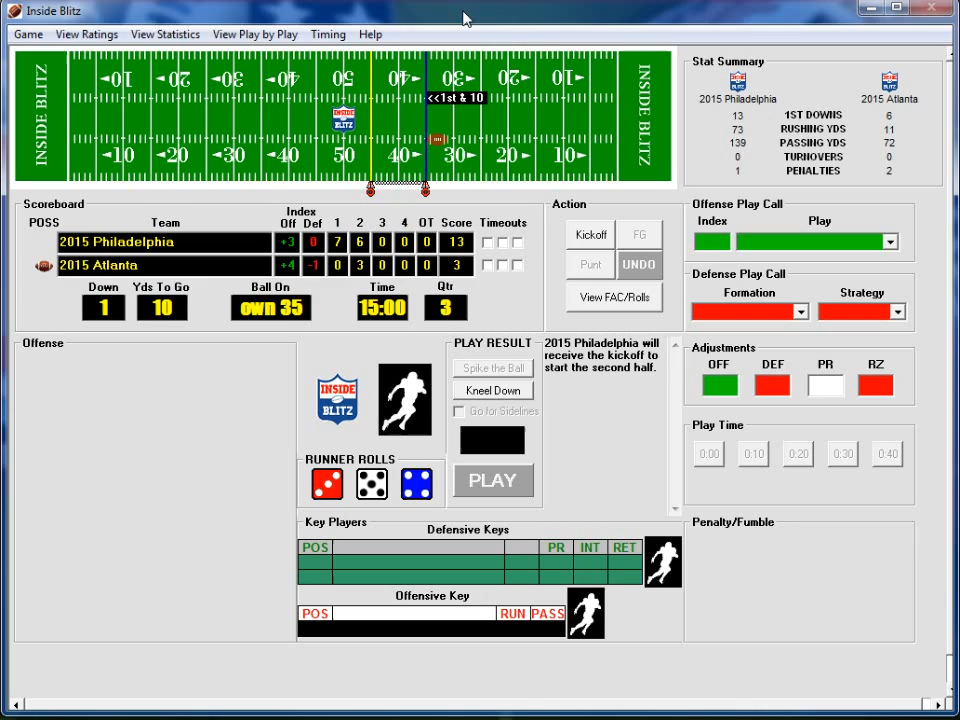 Inside Blitz
Game View Ratings View Statistics View Play by Play Timing Help
INSIDE BLITZ
◄10 ◄20 ◄30 ◄40 50 40► 30► 20► 10►
<<1st & 10
INSIDE BLITZ
◄10 ◄20 ◄30 ◄40 50 40► 30► 20► 10►
INSIDE BLITZ
Stat Summary
2015 Philadelphia 2015 Atlanta
13 1ST DOWNS 6
73 RUSHING YDS 11
139 PASSING YDS 72
0 TURNOVERS 0
1 PENALTIES 2
Scoreboard
POSS Team Index Off Def 1 2 3 4 OT Score Timeouts
2015 Philadelphia +3 0 7 6 0 0 0 13
2015 Atlanta +4 -1 0 3 0 0 0 3
Down Yds To Go Ball On Time Qtr
1 10 own 35 15:00 3
Action
Kickoff FG
Punt UNDO
View FAC/Rolls
Offense Play Call
Index Play
Defense Play Call
Formation Strategy
Offense
INSIDE BLITZ
RUNNER ROLLS
PLAY RESULT
Spike the Ball
Kneel Down
Go for Sidelines
PLAY
2015 Philadelphia will
receive the kickoff to
start the second half.
Adjustments
OFF DEF PR RZ
Play Time
0:00 0:10 0:20 0:30 0:40
Key Players
Defensive Keys
POS PR INT RET
Offensive Key
POS RUN PASS
Penalty/Fumble